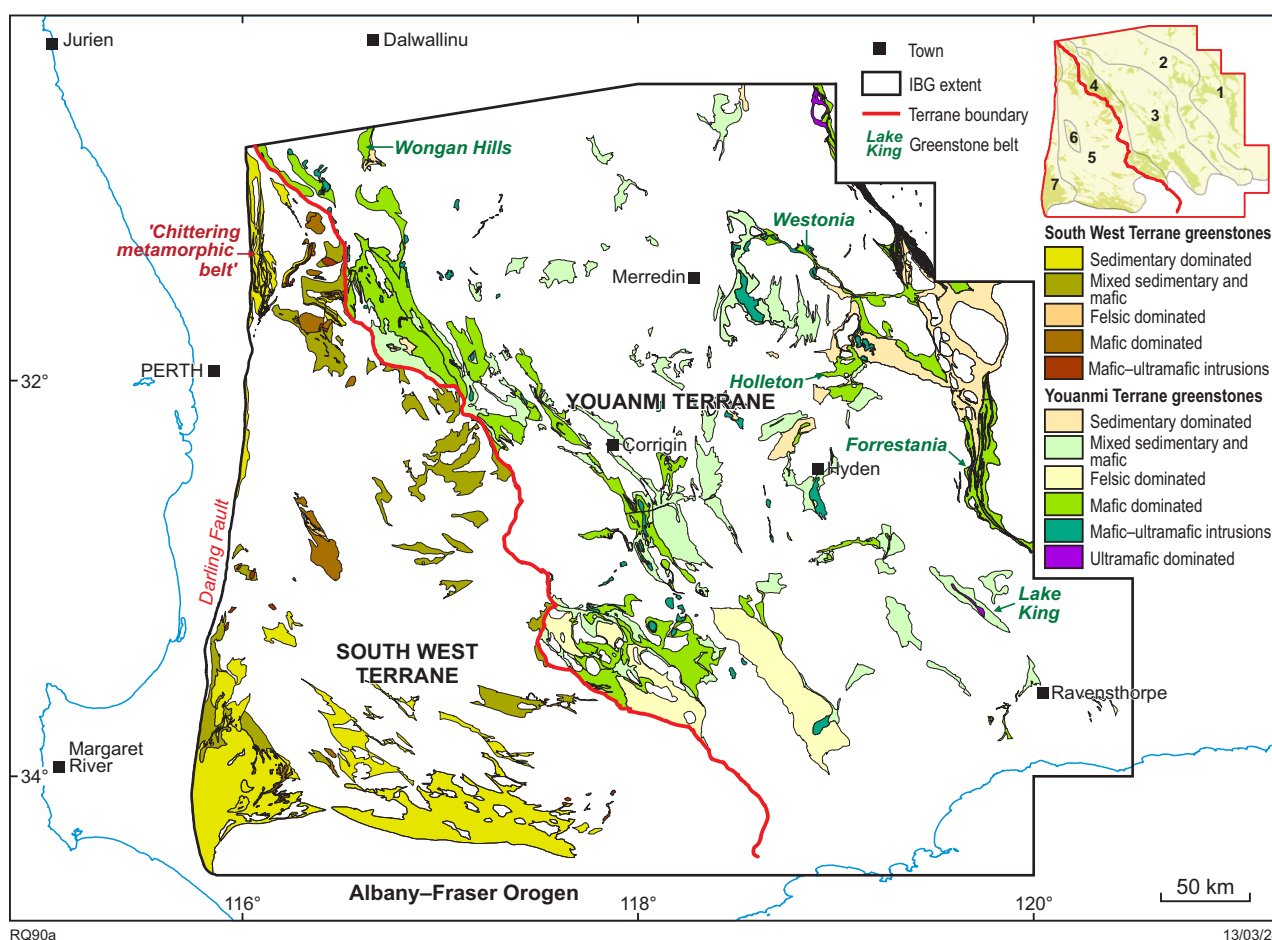 Jurien
Dalwallinu
Town
IBG extent
Terrane boundary
Lake
King
Greenstone belt
1
2
3
4
5
6
7
Wongan Hills
'Chittering
metamorphic
belt'
Westonia
Merredin
PERTH
32°
Holleton
YOUANMI TERRANE
Corrigin
Forrestania
Hyden
Darling Fault
Lake
King
SOUTH WEST
TERRANE
Ravensthorpe
Margaret
River
34°
Albany–Fraser Orogen
116°
118°
120°
50 km
South West Terrane greenstones
Sedimentary dominated
Mixed sedimentary and
mafic
Felsic dominated
Mafic dominated
Mafic–ultramafic intrusions
Youanmi Terrane greenstones
Sedimentary dominated
Mixed sedimentary and
mafic
Felsic dominated
Mafic dominated
Mafic–ultramafic intrusions
Ultramafic dominated
RQ90a
13/03/2